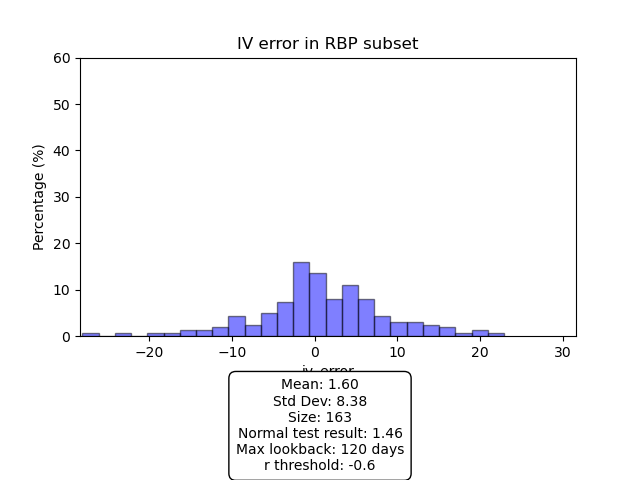 IV error in RBP subset
60
50
40
30
20
10
0
Percentage (%)
−20 −10 0 10 20 30
iv_error
Mean: 1.60
Std Dev: 8.38
Size: 163
Normal test result: 1.46
Max lookback: 120 days
r threshold: -0.6